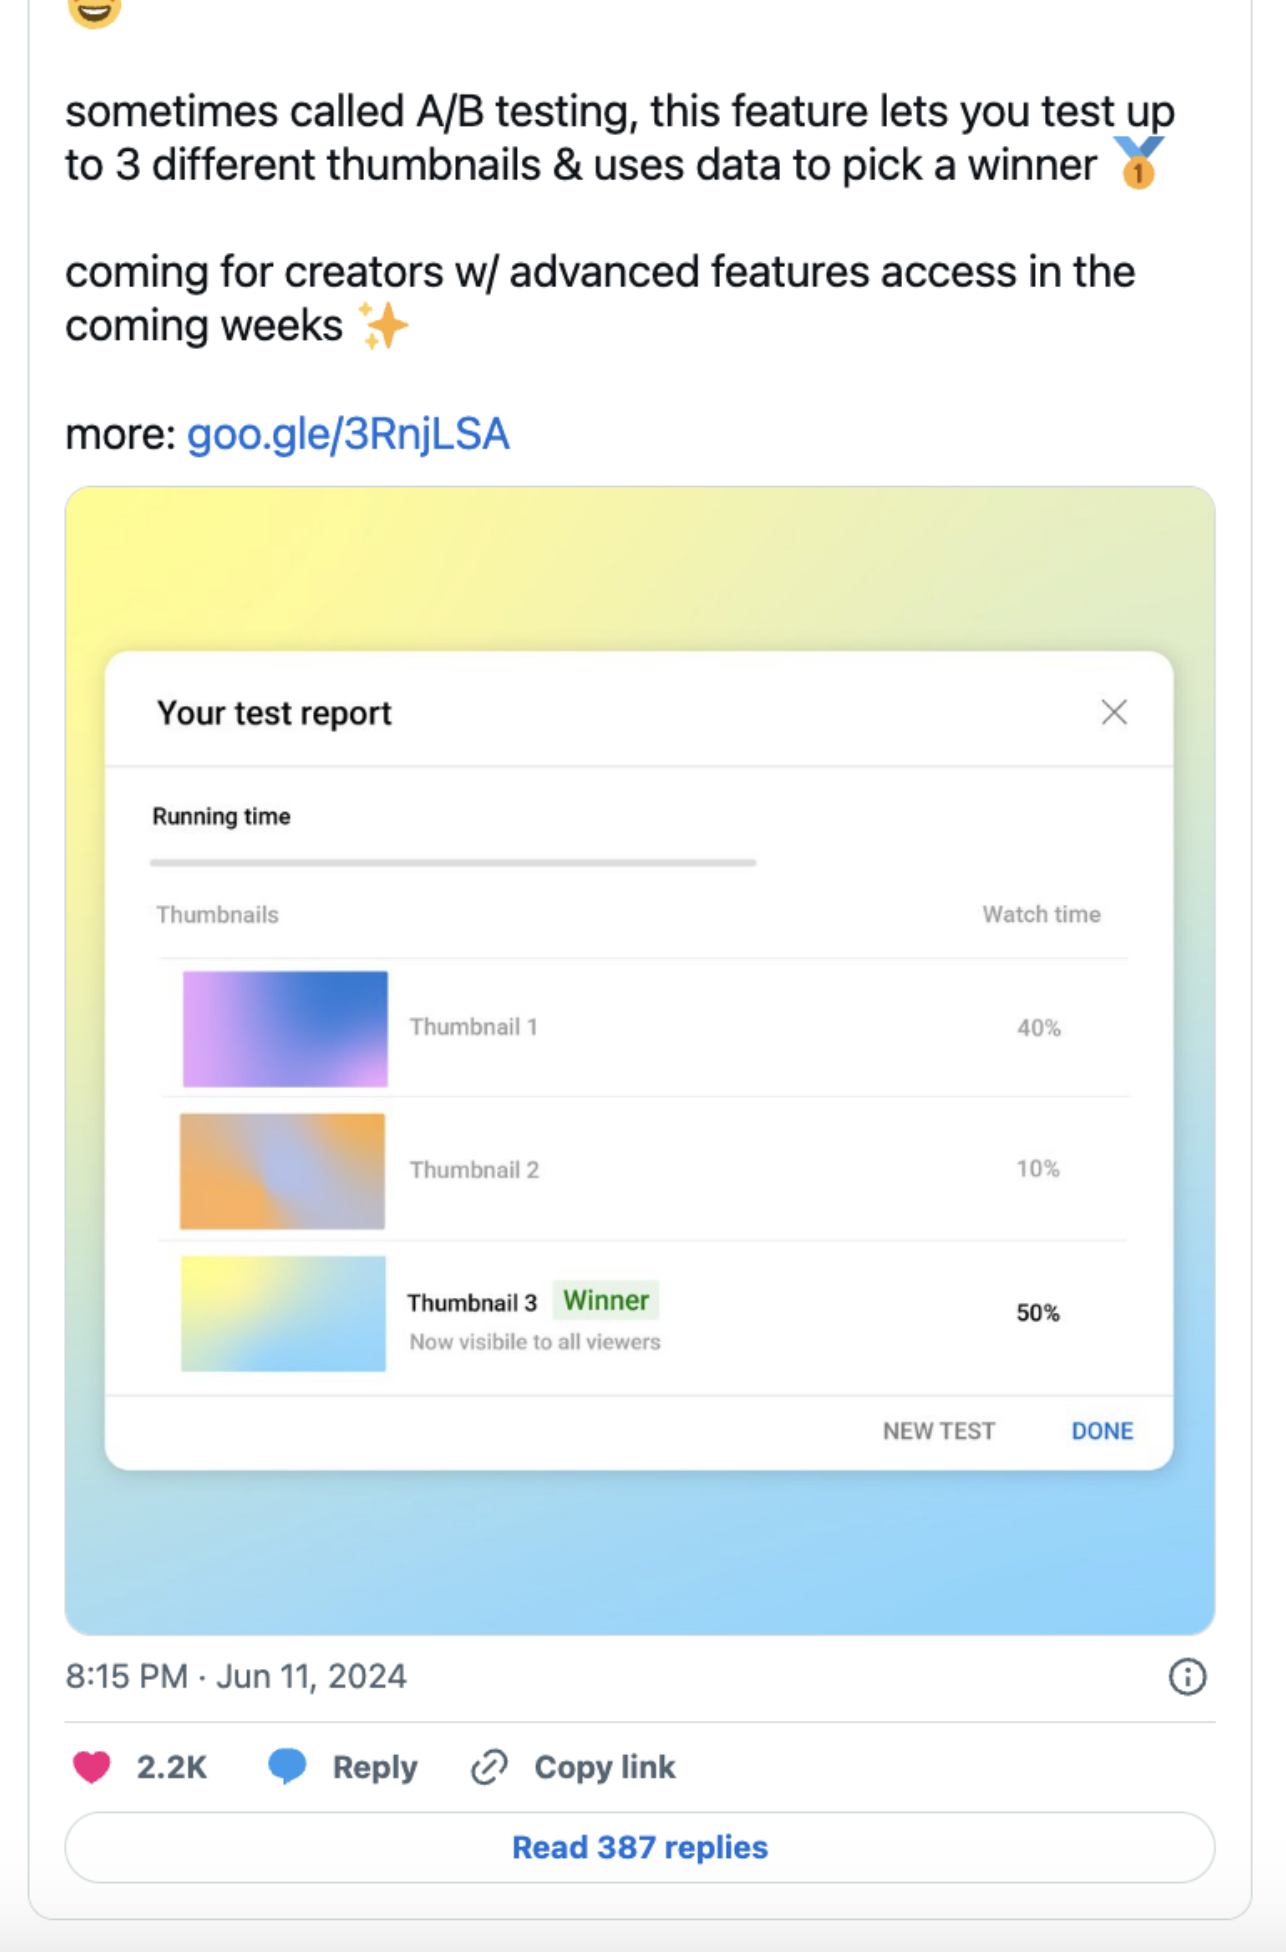 sometimes called A/B testing, this feature lets you test up
to 3 different thumbnails & uses data to pick a winner 🥇
coming for creators w/ advanced features access in the
coming weeks ✨
more: goo.gle/3RnjLSA
Your test report
Running time
Thumbnails Watch time
Thumbnail 1 40%
Thumbnail 2 10%
Thumbnail 3 Winner 50%
Now visibile to all viewers
NEW TEST DONE
8:15 PM · Jun 11, 2024
2.2K Reply Copy link
Read 387 replies